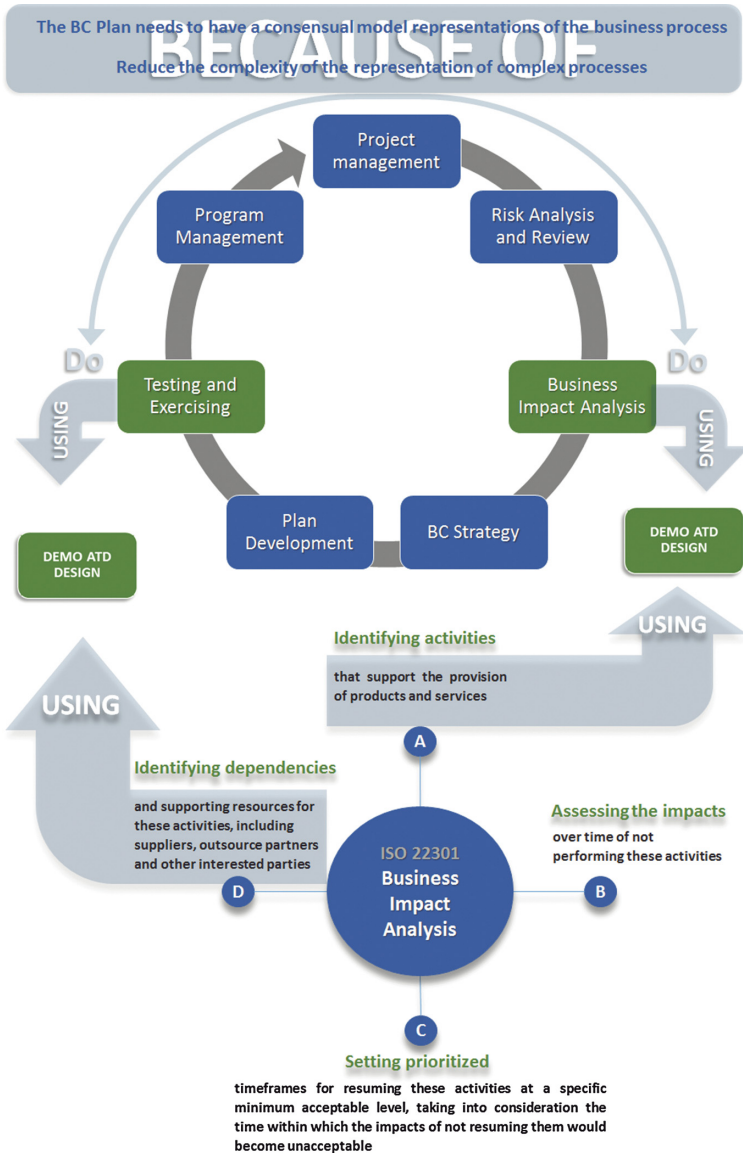 The BC Plan needs to have a consensual model representations of the business process
BECAUSE OF
Reduce the complexity of the representation of complex processes
Project
management
Program
Management
Risk Analysis
and Review
Do
Do
Testing and
Exercising
Business
Impact Analysis
USING
USING
Plan
Development
BC Strategy
DEMO ATD
DESIGN
DEMO ATD
DESIGN
USING
Identifying activities
that support the provision
of products and services
USING
A
Identifying dependencies
and supporting resources for
these activities, including
suppliers, outsource partners
and other interested parties
D
ISO 22301
Business
Impact
Analysis
Assessing the impacts
over time of not
performing these activities
B
C
Setting prioritized
timeframes for resuming these activities at a specific
minimum acceptable level, taking into consideration the
time within which the impacts of not resuming them would
become unacceptable